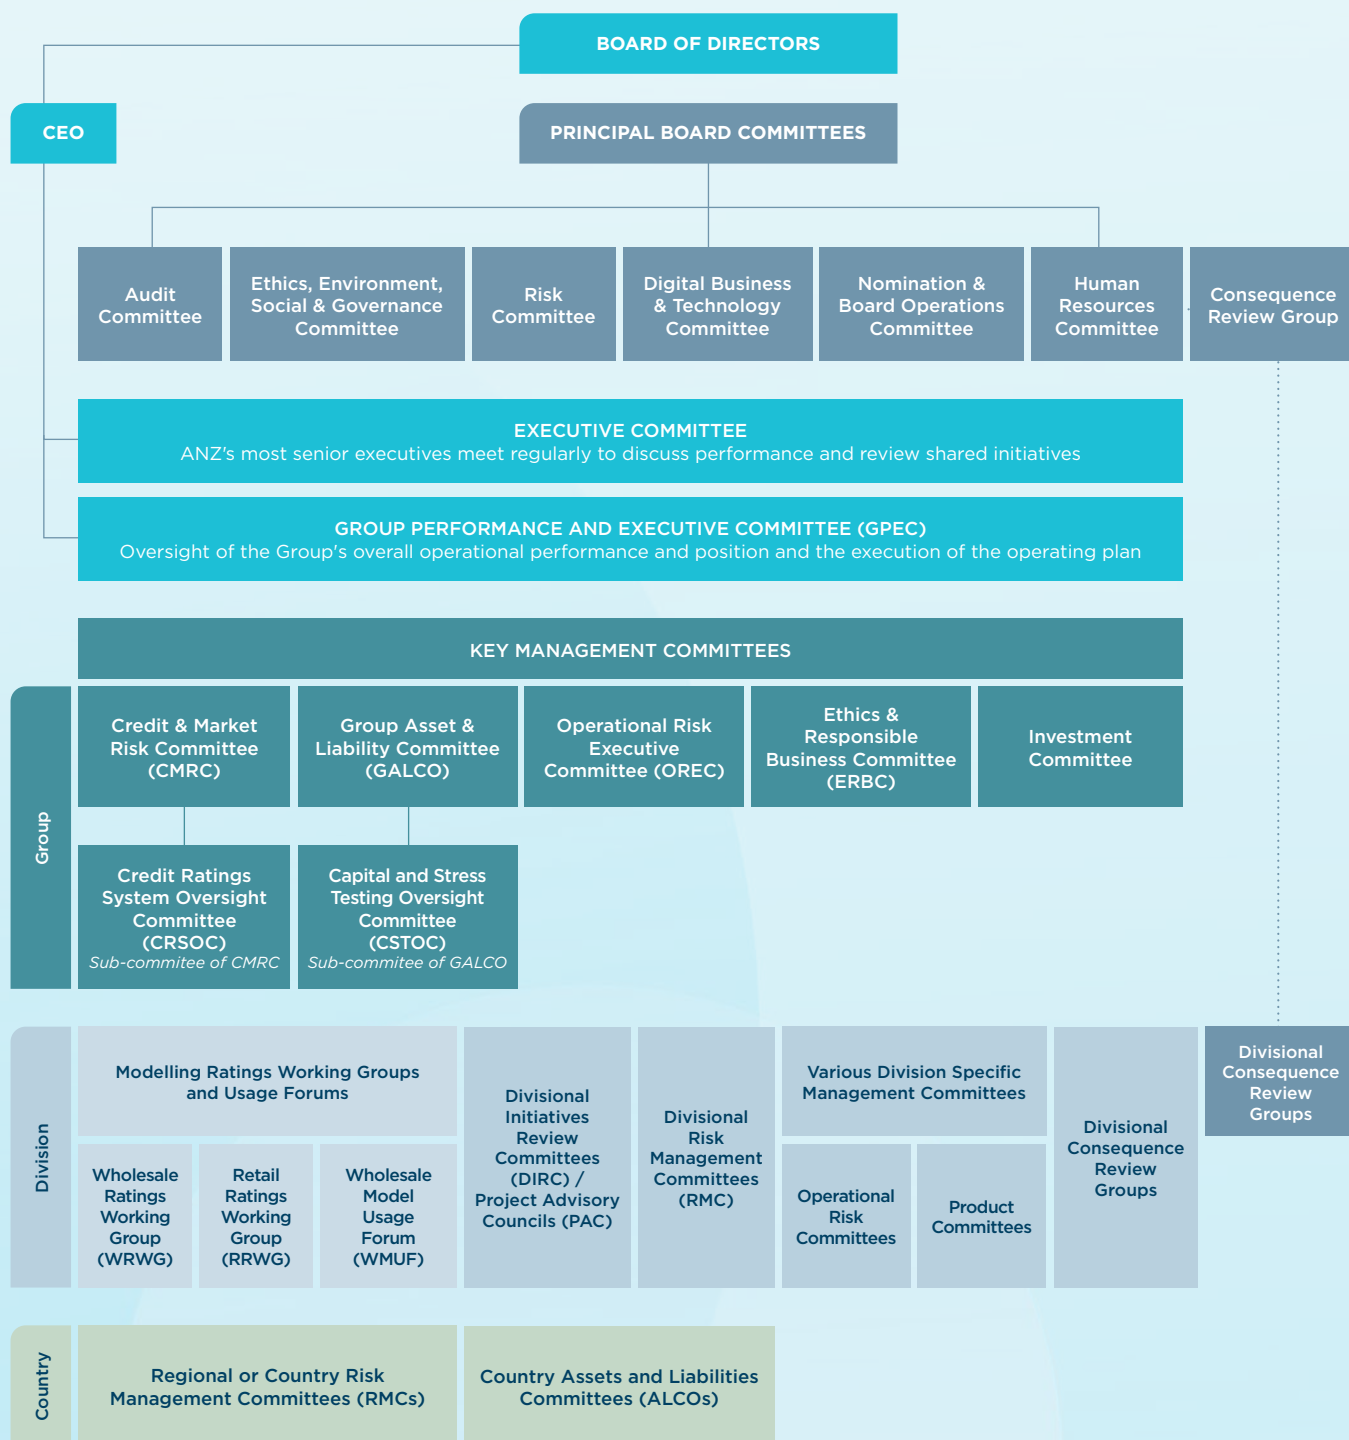 BOARD OF DIRECTORS
CEO
PRINCIPAL BOARD COMMITTEES
Audit
Committee
Ethics, Environment,
Social & Governance
Committee
Risk
Committee
Digital Business
& Technology
Committee
Nomination &
Board Operations
Committee
Human
Resources
Committee
Consequence
Review Group
EXECUTIVE COMMITTEE
ANZ's most senior executives meet regularly to discuss performance and review shared initiatives
GROUP PERFORMANCE AND EXECUTIVE COMMITTEE (GPEC)
Oversight of the Group's overall operational performance and position and the execution of the operating plan
KEY MANAGEMENT COMMITTEES
Group
Credit & Market
Risk Committee
(CMRC)
Group Asset &
Liability Committee
(GALCO)
Operational Risk
Executive
Committee (OREC)
Ethics &
Responsible
Business Committee
(ERBC)
Investment
Committee
Credit Ratings
System Oversight
Committee
(CRSOC)
Sub-commitee of CMRC
Capital and Stress
Testing Oversight
Committee
(CSTOC)
Sub-commitee of GALCO
Division
Modelling Ratings Working Groups
and Usage Forums
Wholesale
Ratings
Working
Group
(WRWG)
Retail
Ratings
Working
Group
(RRWG)
Wholesale
Model
Usage
Forum
(WMUF)
Divisional
Initiatives
Review
Committees
(DIRC) /
Project Advisory
Councils (PAC)
Divisional
Risk
Management
Committees
(RMC)
Various Division Specific
Management Committees
Operational
Risk
Committees
Product
Committees
Divisional
Consequence
Review
Groups
Divisional
Consequence
Review
Groups
Country
Regional or Country Risk
Management Committees (RMCs)
Country Assets and Liabilities
Committees (ALCOs)